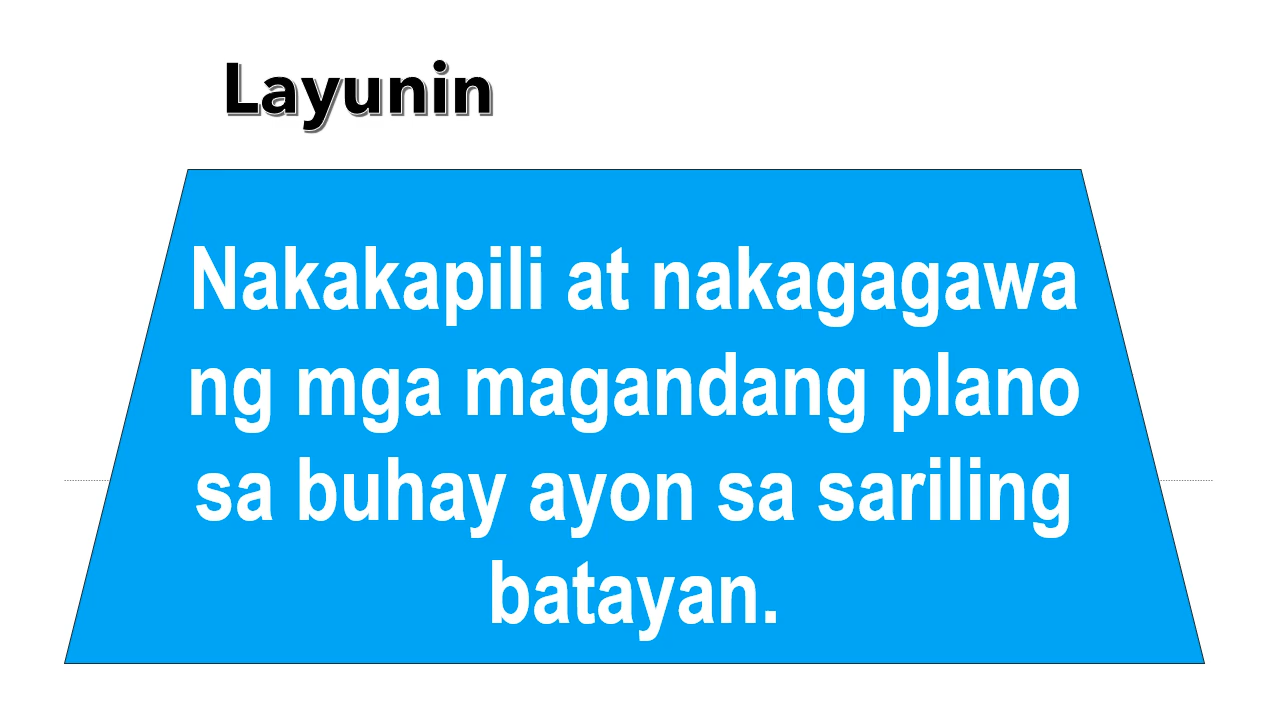 Layunin
Nakakapili at nakagagawa
ng mga magandang plano
sa buhay ayon sa sariling
batayan.